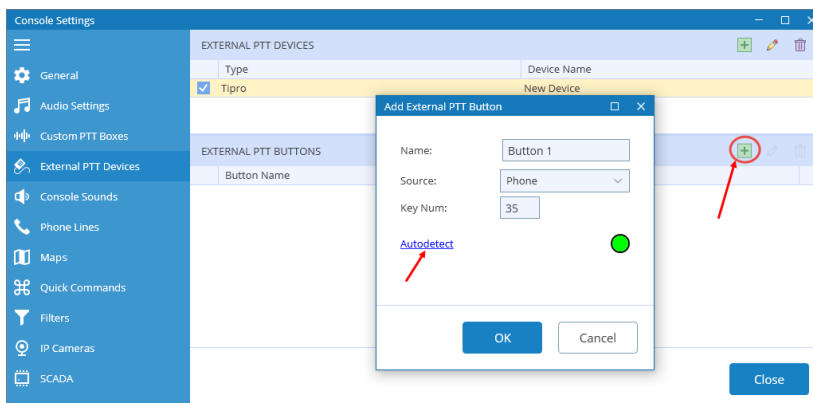 Console Settings
General
Audio Settings
Custom PTT Boxes
External PTT Devices
Console Sounds
Phone Lines
Maps
Quick Commands
Filters
IP Cameras
SCADA
EXTERNAL PTT DEVICES
Type Device Name
Tipro New Device
EXTERNAL PTT BUTTONS
Button Name
Add External PTT Button
Name: Button 1
Source: Phone
Key Num: 35
Autodetect
OK Cancel
Close